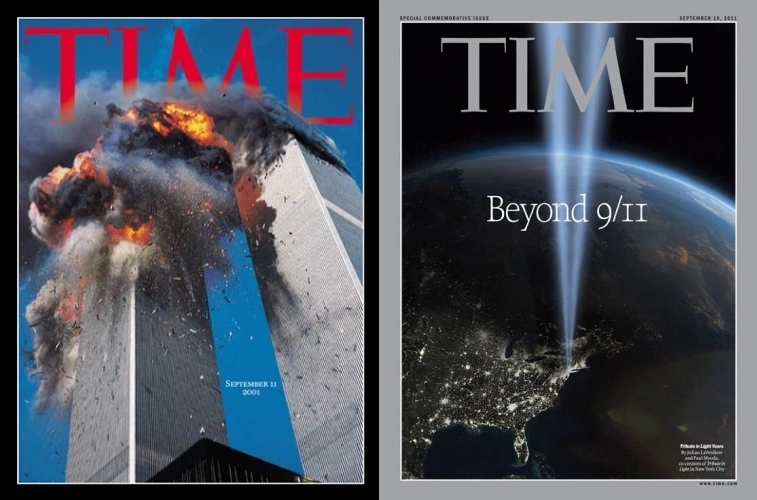 TIME
SEPTEMBER 11
2001
SPECIAL COMMEMORATIVE ISSUE
SEPTEMBER 19, 2011
TIME
Beyond 9/11
Tribute in Light Years
By Julian LaVerdiere
and Paul Myoda,
co-creators of Tribute in
Light in New York City
www.time.com